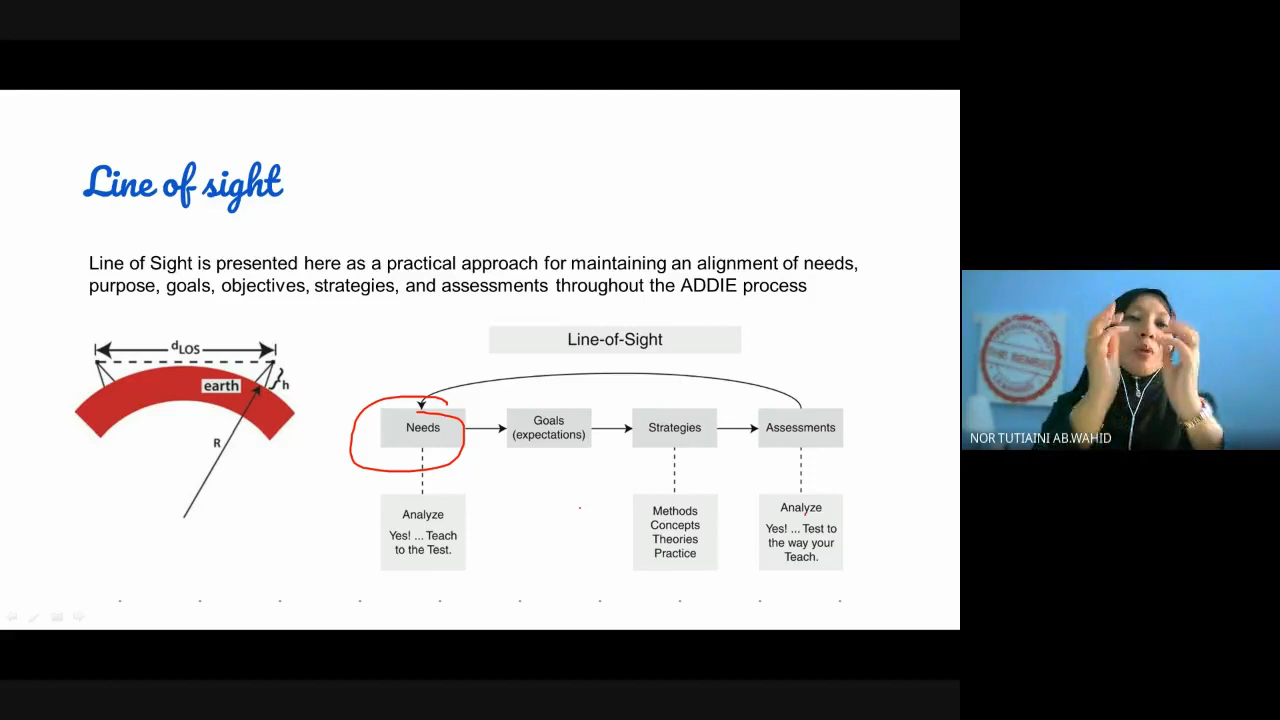 Line of sight
Line of Sight is presented here as a practical approach for maintaining an alignment of needs,
purpose, goals, objectives, strategies, and assessments throughout the ADDIE process
dLOS
earth
h
R
Line-of-Sight
Needs
Goals
(expectations)
Strategies
Assessments
Analyze
Yes! ... Teach
to the Test.
Methods
Concepts
Theories
Practice
Analyze
Yes! ... Test to
the way your
Teach.
NOR TUTIAINI AB.WAHID